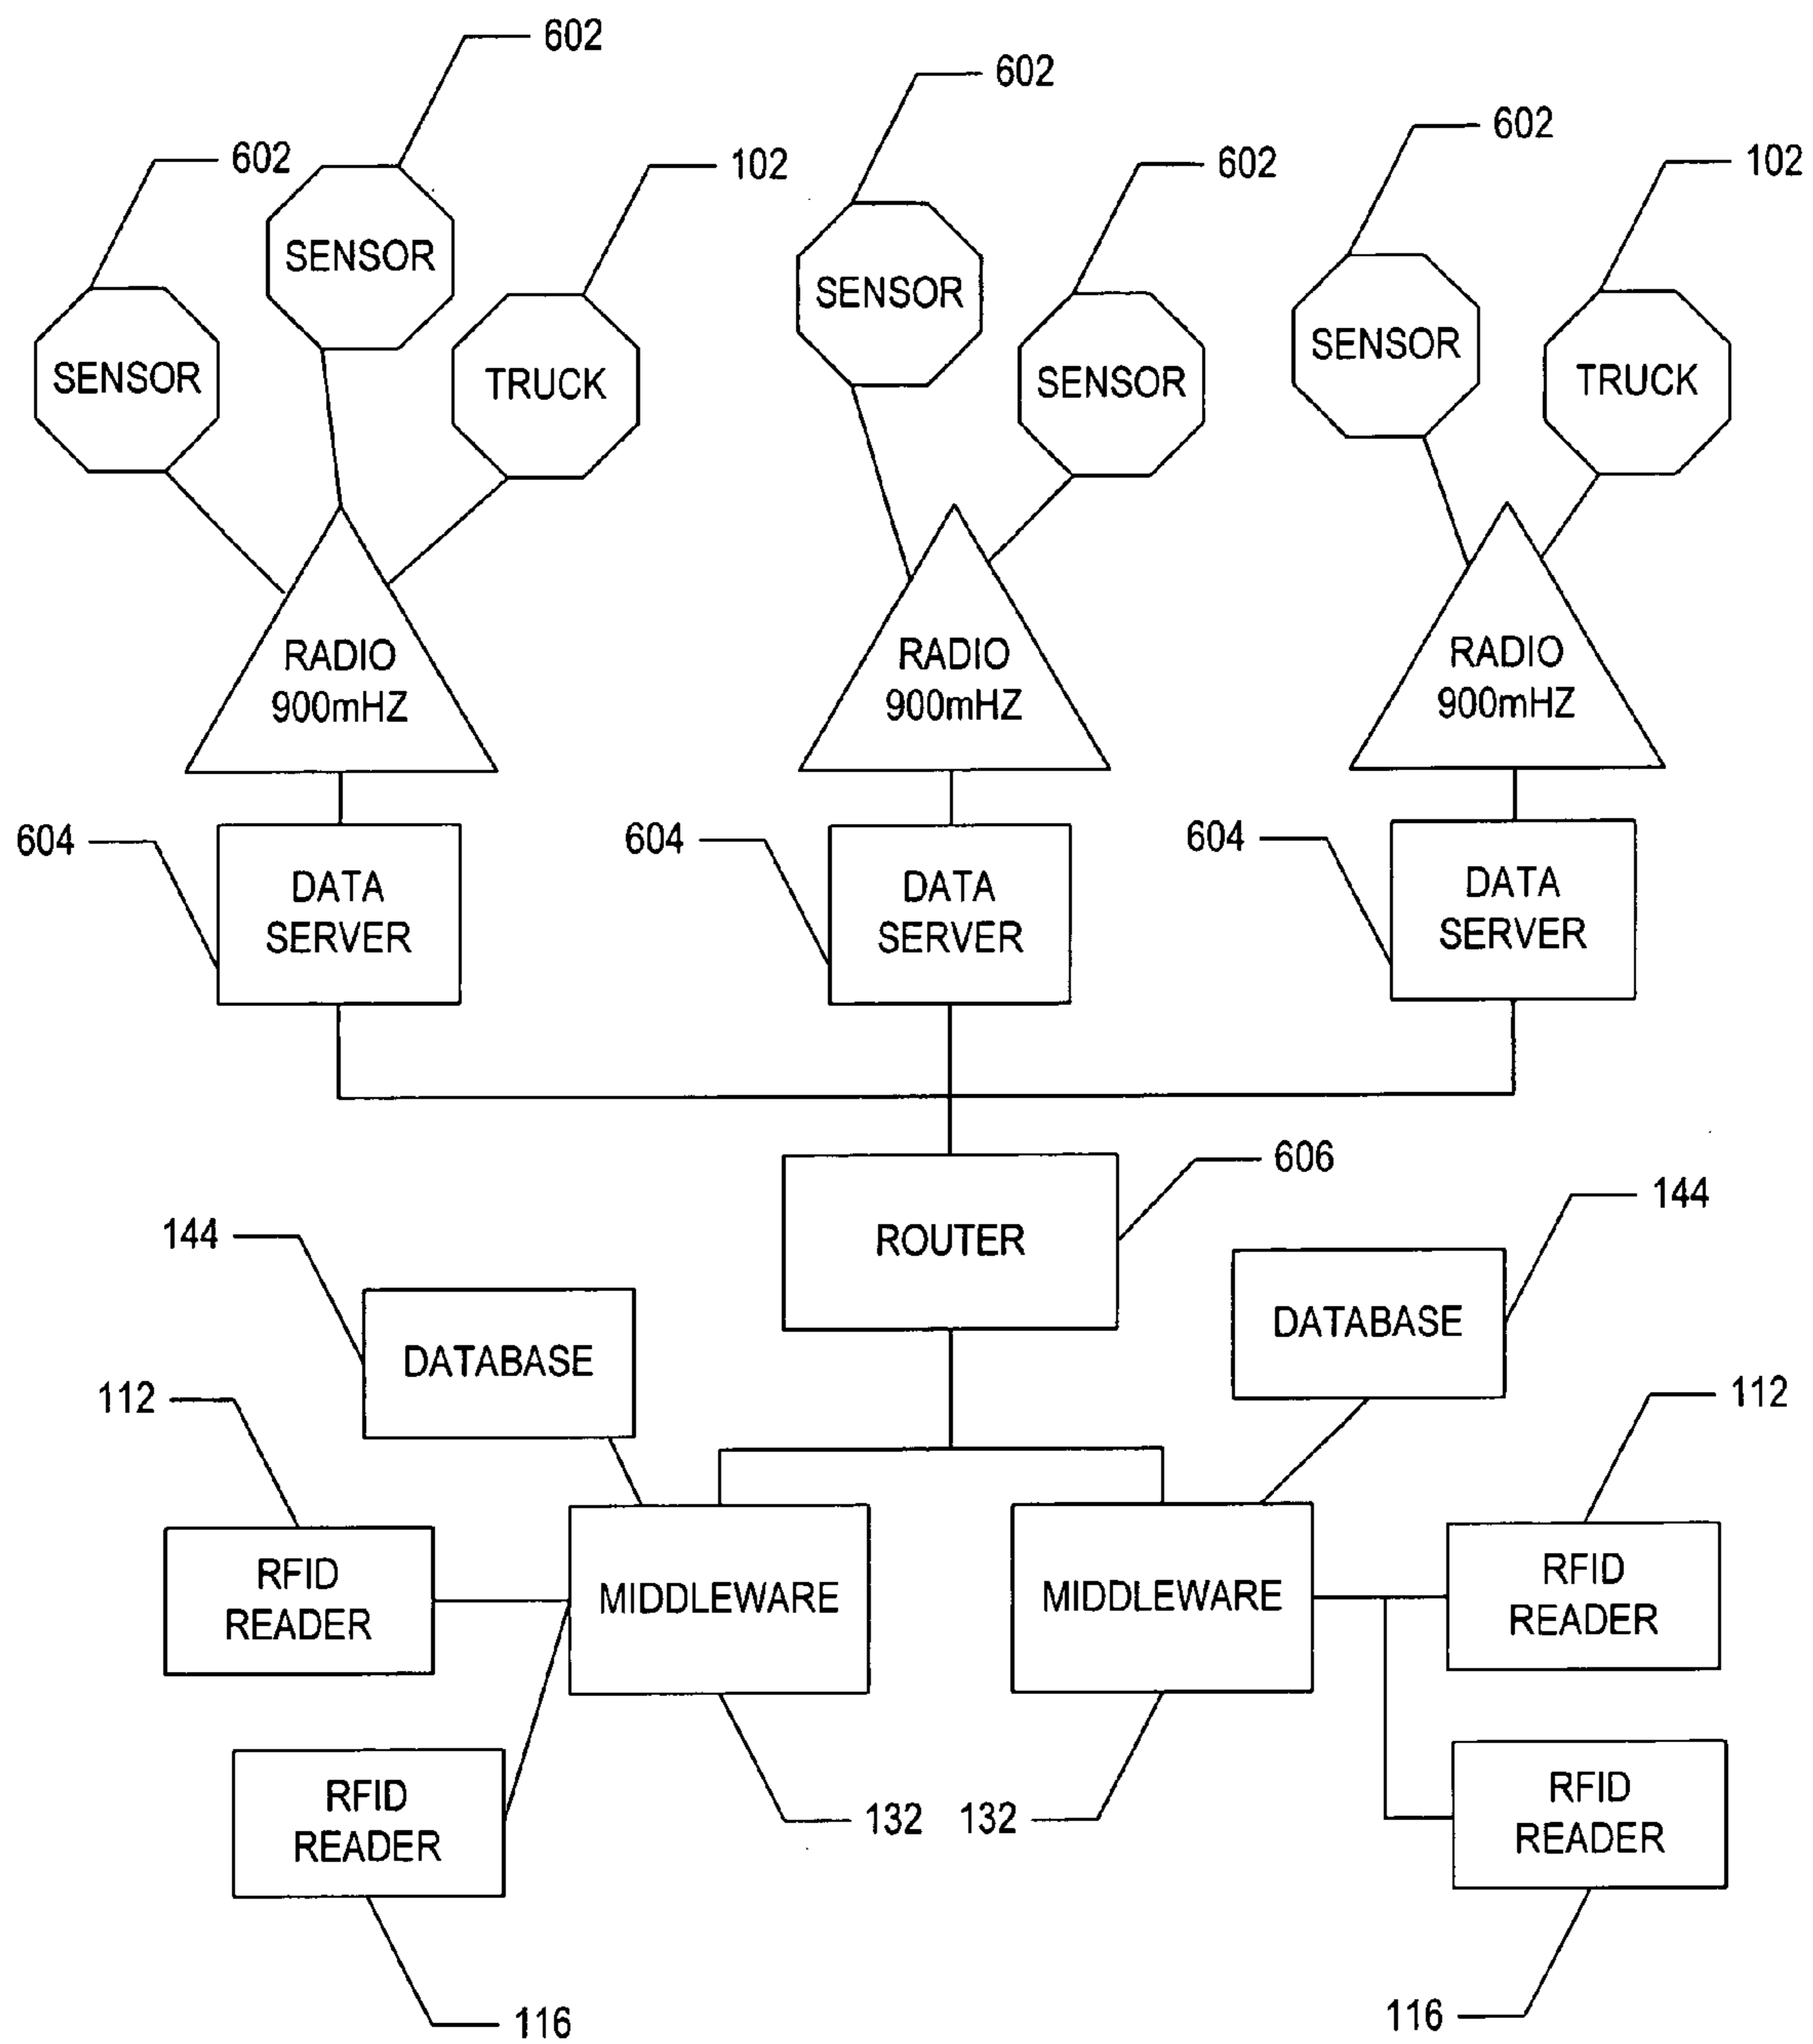 602
602
602
602
102
602
602
102
SENSOR
SENSOR
TRUCK
SENSOR
SENSOR
SENSOR
TRUCK
RADIO
900mHZ
RADIO
900mHZ
RADIO
900mHZ
604
DATA
SERVER
604
DATA
SERVER
604
DATA
SERVER
606
ROUTER
144
DATABASE
144
DATABASE
112
RFID
READER
MIDDLEWARE
MIDDLEWARE
112
RFID
READER
RFID
READER
132
132
RFID
READER
116
116